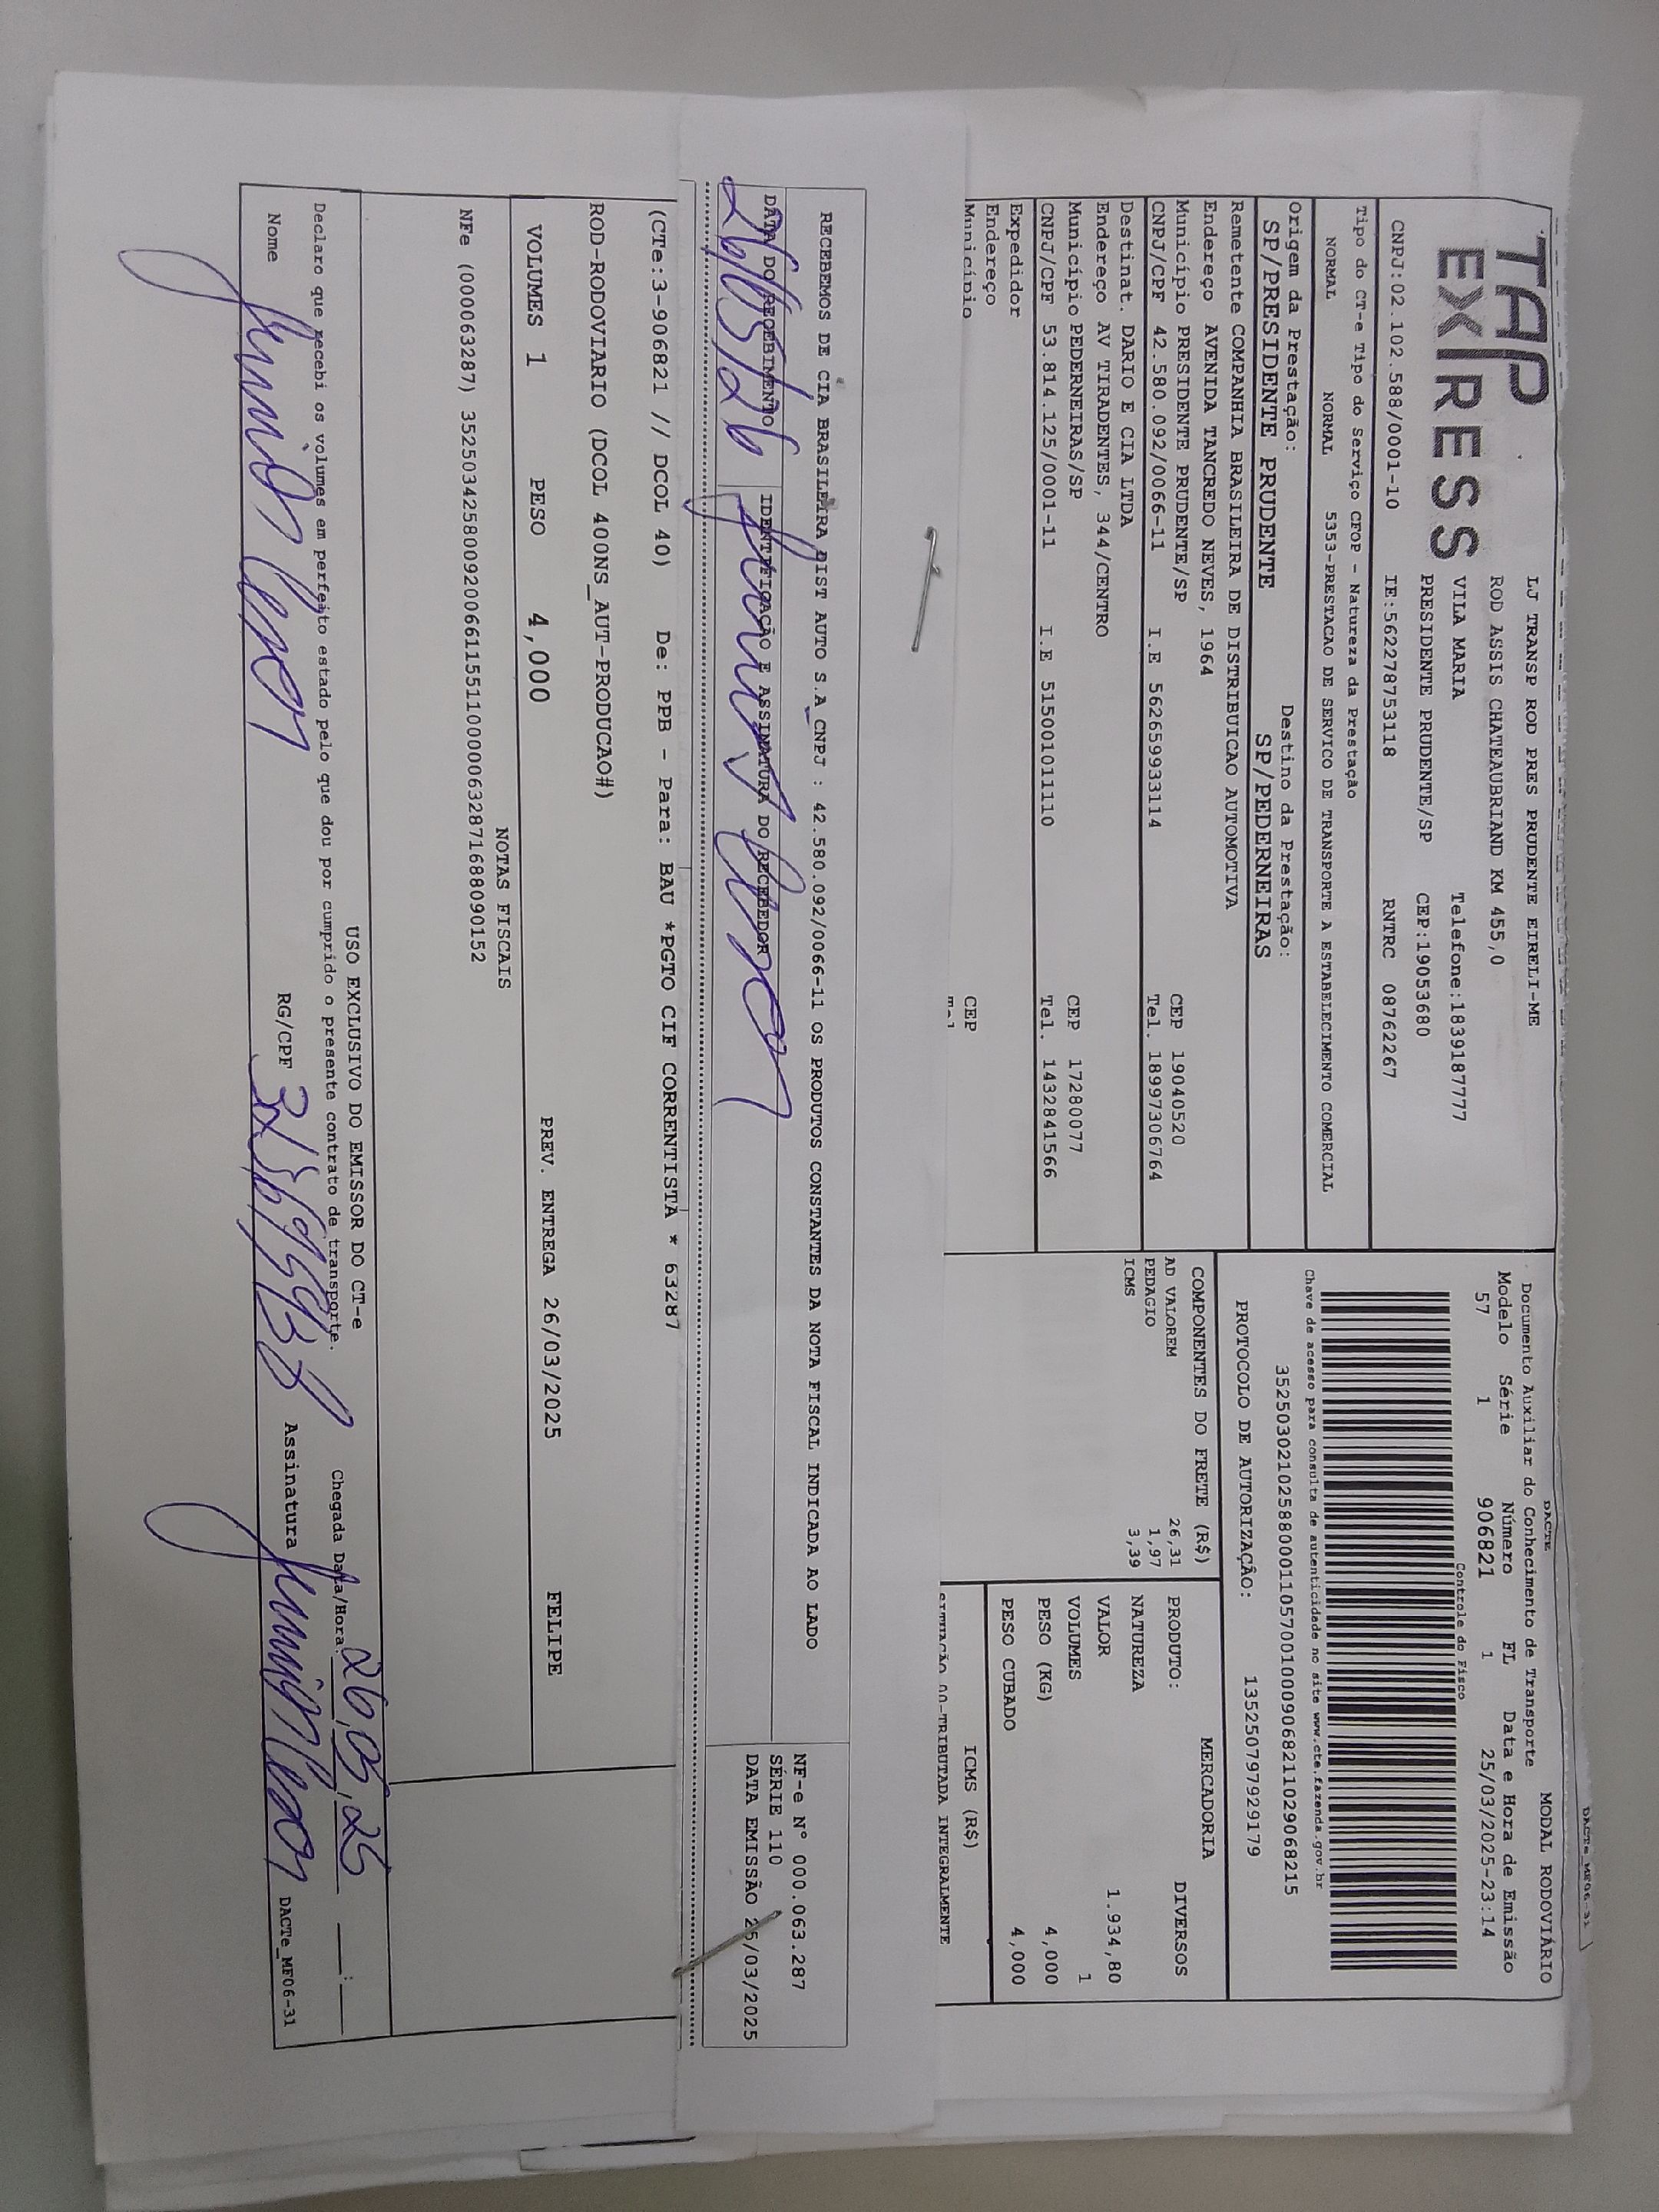 DACTe_MF06-31
TAP
EXPRESS
LJ TRANSP ROD PRES PRUDENTE EIRELI-ME
ROD ASSIS CHATEAUBRIAND KM 455,0
VILA MARIA
Telefone:1839187777
PRESIDENTE PRUDENTE/SP
CEP:19053680
CNPJ:02.102.588/0001-10
IE:562278753118
RNTRC 08762267
Tipo do CT-e Tipo do Serviço CFOP - Natureza da Prestação
NORMAL NORMAL 5353-PRESTACAO DE SERVICO DE TRANSPORTE A ESTABELECIMENTO COMERCIAL
Origem da Prestação:
SP/PRESIDENTE PRUDENTE
Destino da Prestação:
SP/PEDERNEIRAS
Remetente COMPANHIA BRASILEIRA DE DISTRIBUICAO AUTOMOTIVA
Endereço AVENIDA TANCREDO NEVES, 1964
Município PRESIDENTE PRUDENTE/SP CEP 19040520
CNPJ/CPF 42.580.092/0066-11 I.E 562659933114 Tel. 18997306764
Destinat. DARIO E CIA LTDA
Endereço AV TIRADENTES, 344/CENTRO
Município PEDERNEIRAS/SP CEP 17280077
CNPJ/CPF 53.814.125/0001-11 I.E 515001011110 Tel. 1432841566
Expedidor
Endereço
Município CEP
Tel
DACTE
MODAL RODOVIÁRIO
Documento Auxiliar do Conhecimento de Transporte
Modelo Série Número FL Data e Hora de Emissão
57 1 906821 1 25/03/2025-23:14
Controle do Fisco
Chave de acesso para consulta de autenticidade no site www.cte.fazenda.gov.br
35250302102588000110570010009068211029068215
PROTOCOLO DE AUTORIZAÇÃO: 135250797929179
COMPONENTES DO FRETE (R$)
AD VALOREM 26,31
PEDAGIO 1,97
ICMS 3,39
MERCADORIA
PRODUTO: DIVERSOS
NATUREZA
VALOR 1.934,80
VOLUMES 1
PESO (KG) 4,000
PESO CUBADO 4,000
ICMS (R$)
SITUAÇÃO 00-TRIBUTADA INTEGRALMENTE
RECEBEMOS DE CIA BRASILEIRA DIST AUTO S.A CNPJ : 42.580.092/0066-11 OS PRODUTOS CONSTANTES DA NOTA FISCAL INDICADA AO LADO
DATA DO RECEBIMENTO
IDENTIFICAÇÃO E ASSINATURA DO RECEBEDOR
NF-e N° 000.063.287
SÉRIE 110
DATA EMISSÃO 25/03/2025
(CTe:3-906821 // DCOL 40) De: PPB - Para: BAU *PGTO CIF CORRENTISTA * 63287
ROD-RODOVIARIO (DCOL 400NS_AUT-PRODUCAO#)
VOLUMES 1 PESO 4,000 PREV. ENTREGA 26/03/2025 FELIPE
NOTAS FISCAIS
NFe (000063287) 35250342580092006611551100000632871688090152
USO EXCLUSIVO DO EMISSOR DO CT-e
Declaro que recebi os volumes em perfeito estado pelo que dou por cumprido o presente contrato de transporte.
Chegada Data/Hora 26,03,25
Nome RG/CPF Assinatura
DACTe_MF06-31